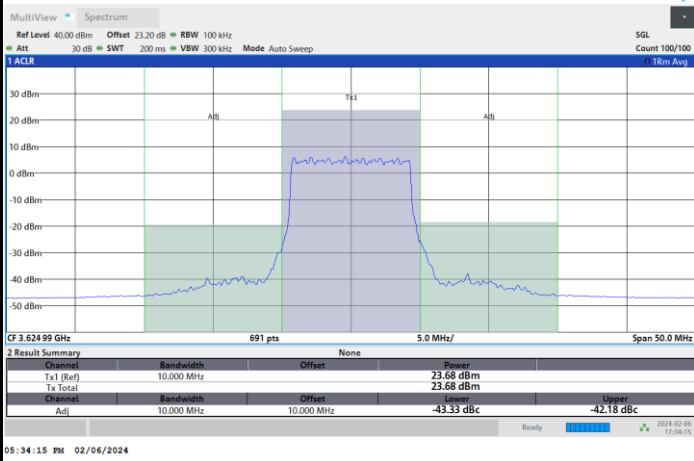 MultiView Spectrum
Ref Level 40.00 dBm Offset 23.20 dB RBW 100 kHz SGL
Att 30 dB SWT 200 ms VBW 300 kHz Mode Auto Sweep Count 100/100
1 ACLR 1Rm Avg
30 dBm
Tx1
20 dBm Adj Adj
10 dBm
0 dBm
-10 dBm
-20 dBm
-30 dBm
-40 dBm
-50 dBm
CF 3.62499 GHz 691 pts 5.0 MHz/ Span 50.0 MHz
2 Result Summary None
Channel Bandwidth Offset Power
Tx1 (Ref) 10.000 MHz 23.68 dBm
Tx Total 23.68 dBm
Channel Bandwidth Offset Lower Upper
Adj 10.000 MHz 10.000 MHz -43.33 dBc -42.18 dBc
Ready 2024-02-06
17:34:15
05:34:15 PM 02/06/2024